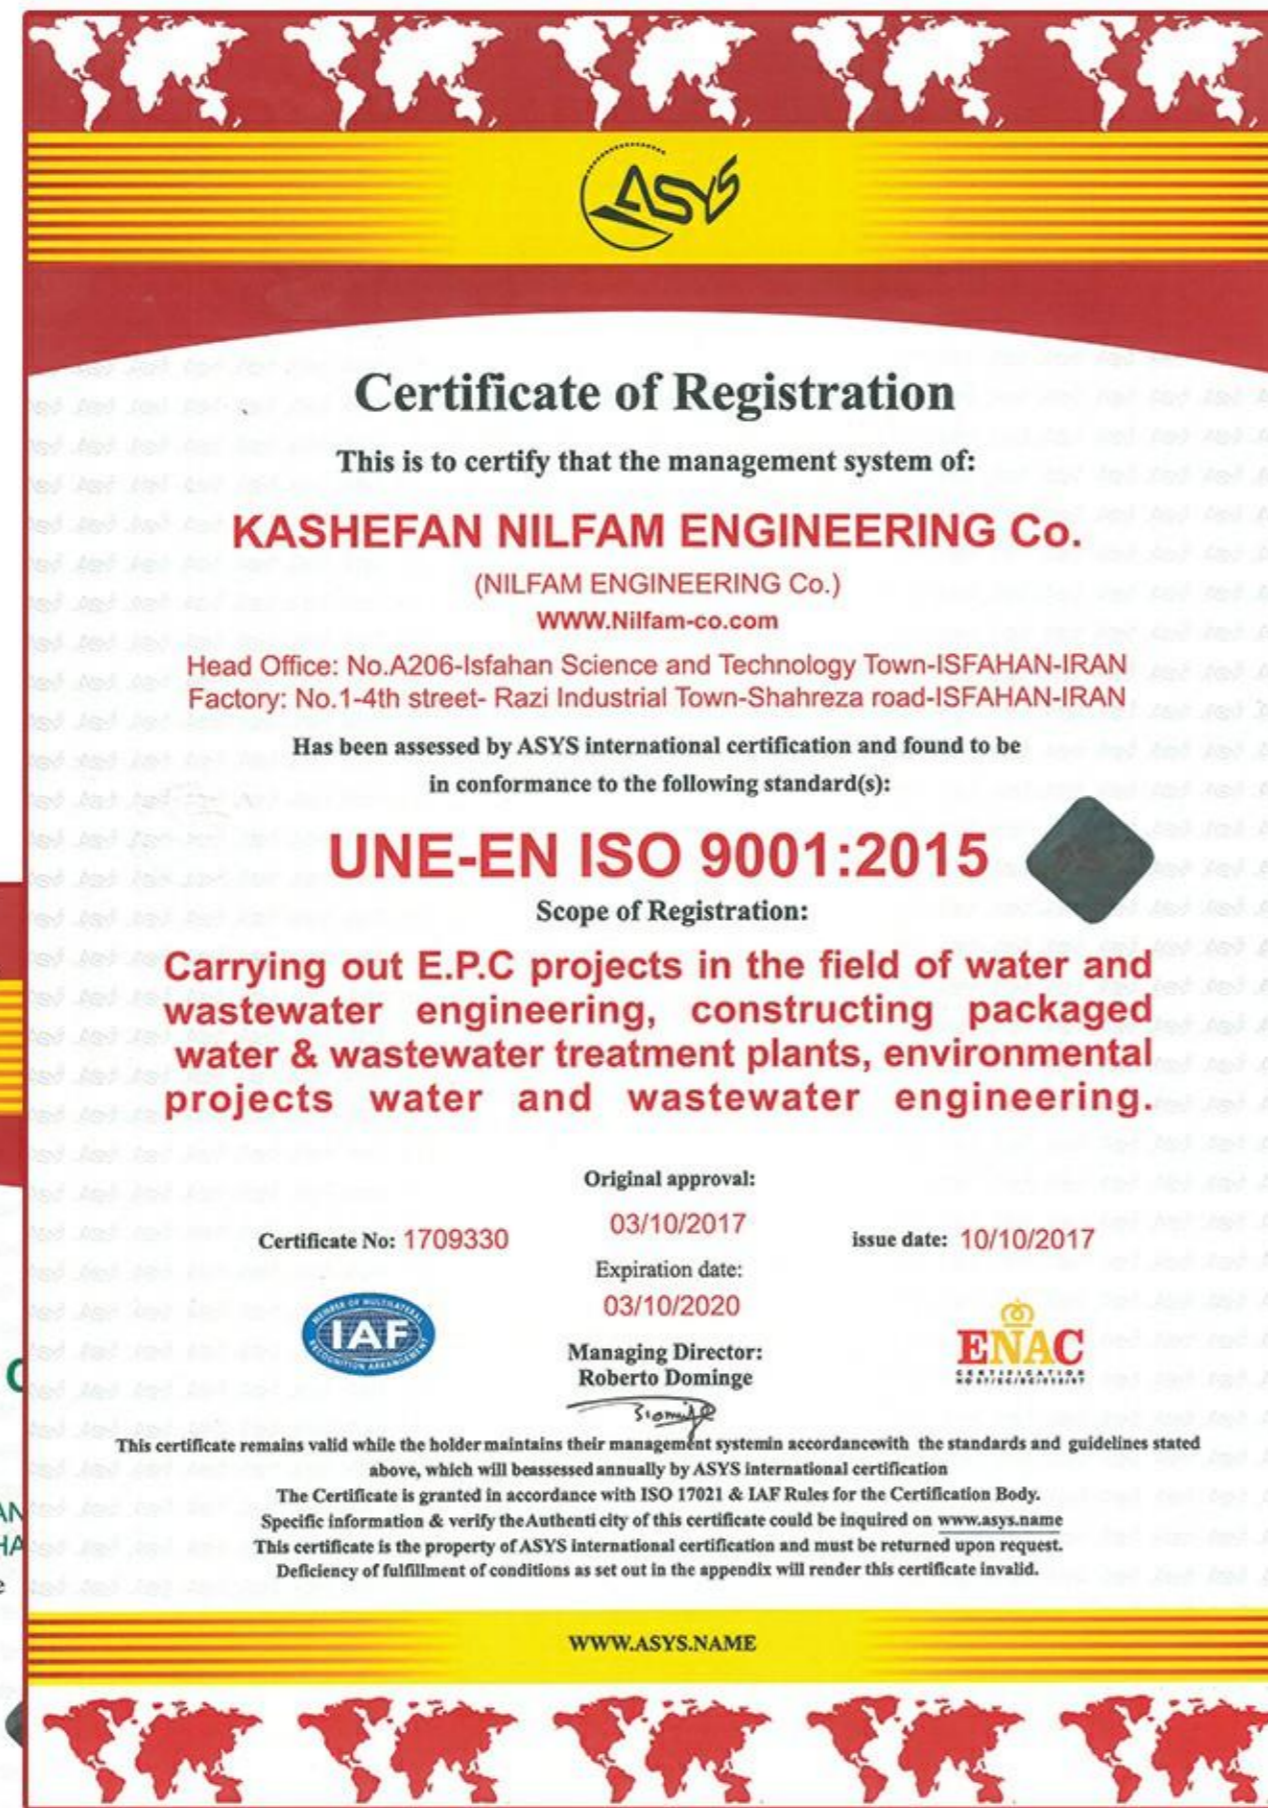 ASYS
Certificate of Registration
This is to certify that the management system of:
KASHEFAN NILFAM ENGINEERING Co.
(NILFAM ENGINEERING Co.)
WWW.Nilfam-co.com
Head Office: No.A206-Isfahan Science and Technology Town-ISFAHAN-IRAN
Factory: No.1-4th street- Razi Industrial Town-Shahreza road-ISFAHAN-IRAN
Has been assessed by ASYS international certification and found to be
in conformance to the following standard(s):
UNE-EN ISO 9001:2015
Scope of Registration:
Carrying out E.P.C projects in the field of water and
wastewater engineering, constructing packaged
water & wastewater treatment plants, environmental
projects water and wastewater engineering.
Original approval:
03/10/2017
Certificate No: 1709330
issue date: 10/10/2017
Expiration date:
03/10/2020
MEMBER OF MULTILATERAL
IAF
RECOGNITION ARRANGEMENT
ENAC
CERTIFICATION
Managing Director:
Roberto Dominge
This certificate remains valid while the holder maintains their management systemin accordancewith the standards and guidelines stated
above, which will beassessed annually by ASYS international certification
The Certificate is granted in accordance with ISO 17021 & IAF Rules for the Certification Body.
Specific information & verify theAuthenti city of this certificate could be inquired on www.asys.name
This certificate is the property of ASYS international certification and must be returned upon request.
Deficiency of fulfillment of conditions as set out in the appendix will render this certificate invalid.
WWW.ASYS.NAME